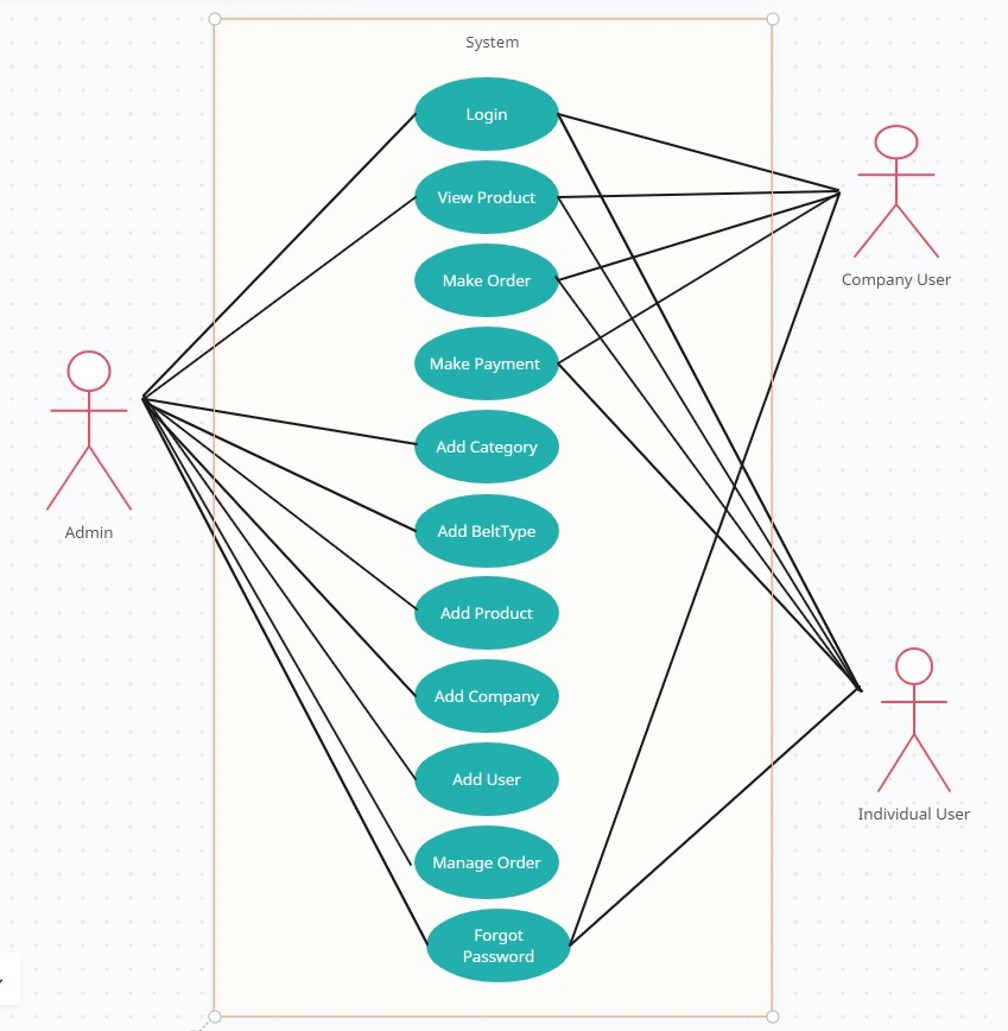 System
Login
View Product
Make Order
Company User
Make Payment
Add Category
Admin
Add BeltType
Add Product
Add Company
Add User
Individual User
Manage Order
Forgot
Password